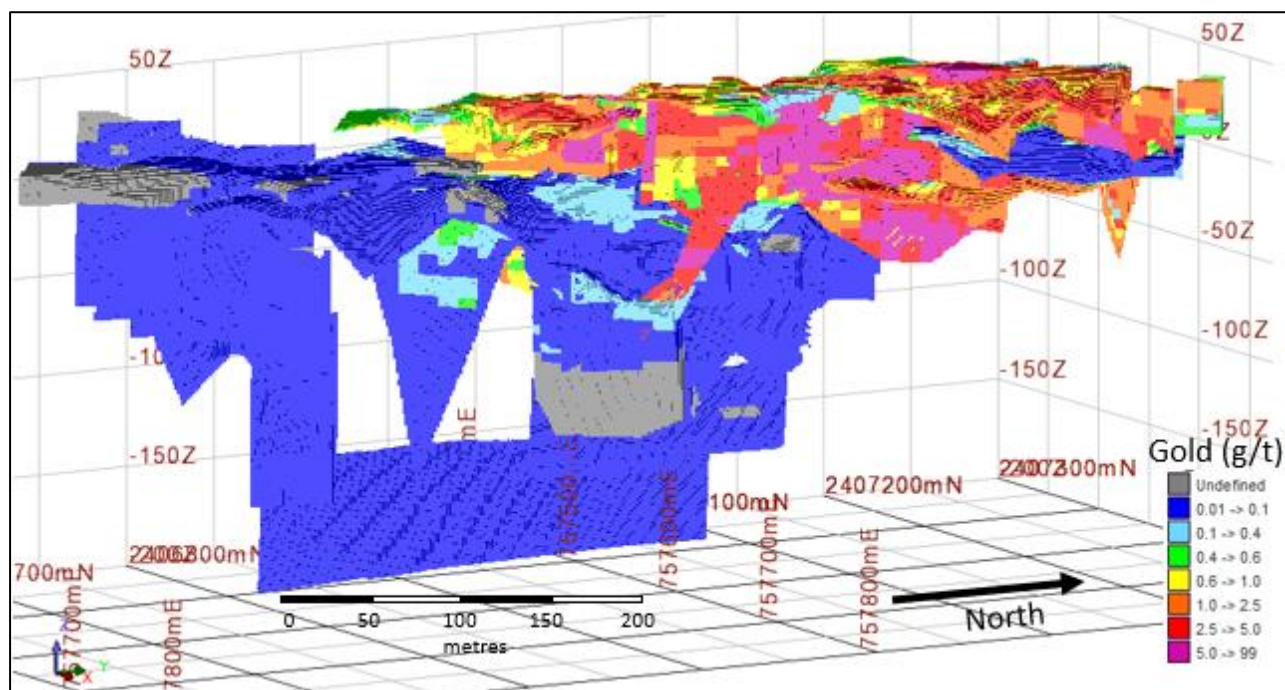 50Z
50Z
-50Z
-50Z
-100Z
-100Z
-150Z
-150Z
-150Z
2407200mN
100mN
700mN
757700mE
757800mE
Gold (g/t)
Undefined
0.01 -> 0.1
0.1 -> 0.4
0.4 -> 0.6
0.6 -> 1.0
1.0 -> 2.5
2.5 -> 5.0
5.0 -> 99
0 50 100 150 200
metres
North
Z
Y
X